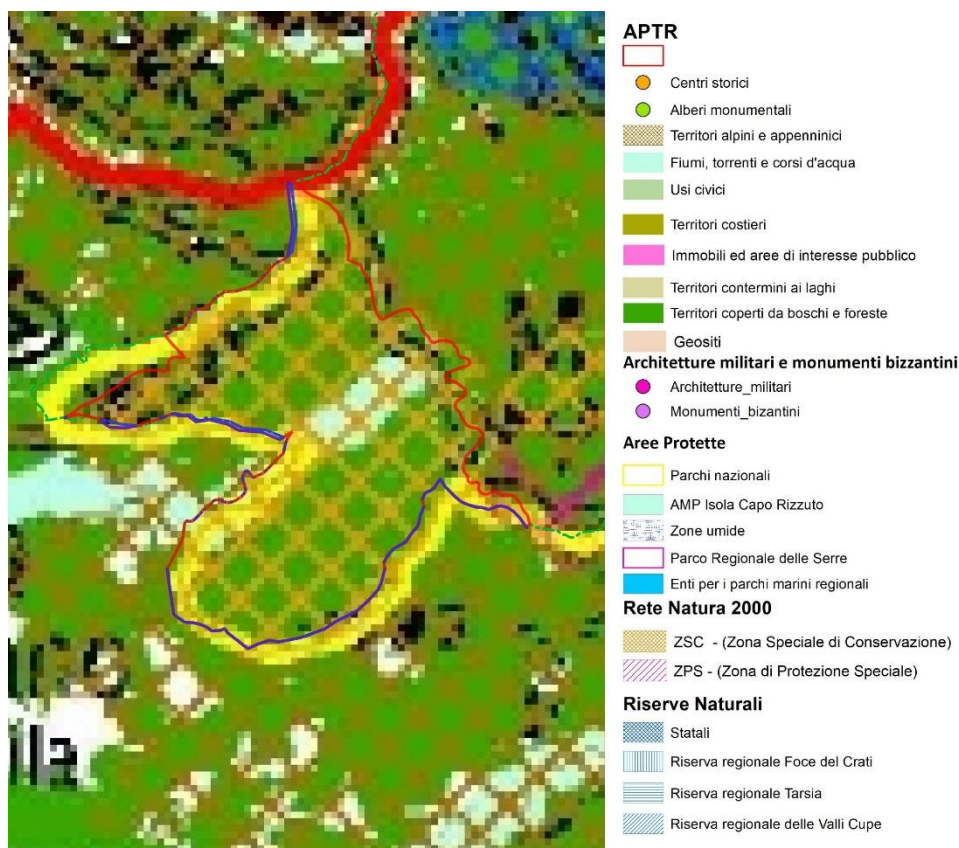 APTR
Centri storici
Alberi monumentali
Territori alpini e appenninici
Fiumi, torrenti e corsi d'acqua
Usi civici
Territori costieri
Immobili ed aree di interesse pubblico
Territori contermini ai laghi
Territori coperti da boschi e foreste
Geositi
Architetture militari e monumenti bizzantini
Architetture_militari
Monumenti_bizantini
Aree Protette
Parchi nazionali
AMP Isola Capo Rizzuto
Zone umide
Parco Regionale delle Serre
Enti per i parchi marini regionali
Rete Natura 2000
ZSC - (Zona Speciale di Conservazione)
ZPS - (Zona di Protezione Speciale)
Riserve Naturali
Statali
Riserva regionale Foce del Crati
Riserva regionale Tarsia
Riserva regionale delle Valli Cupe
lla